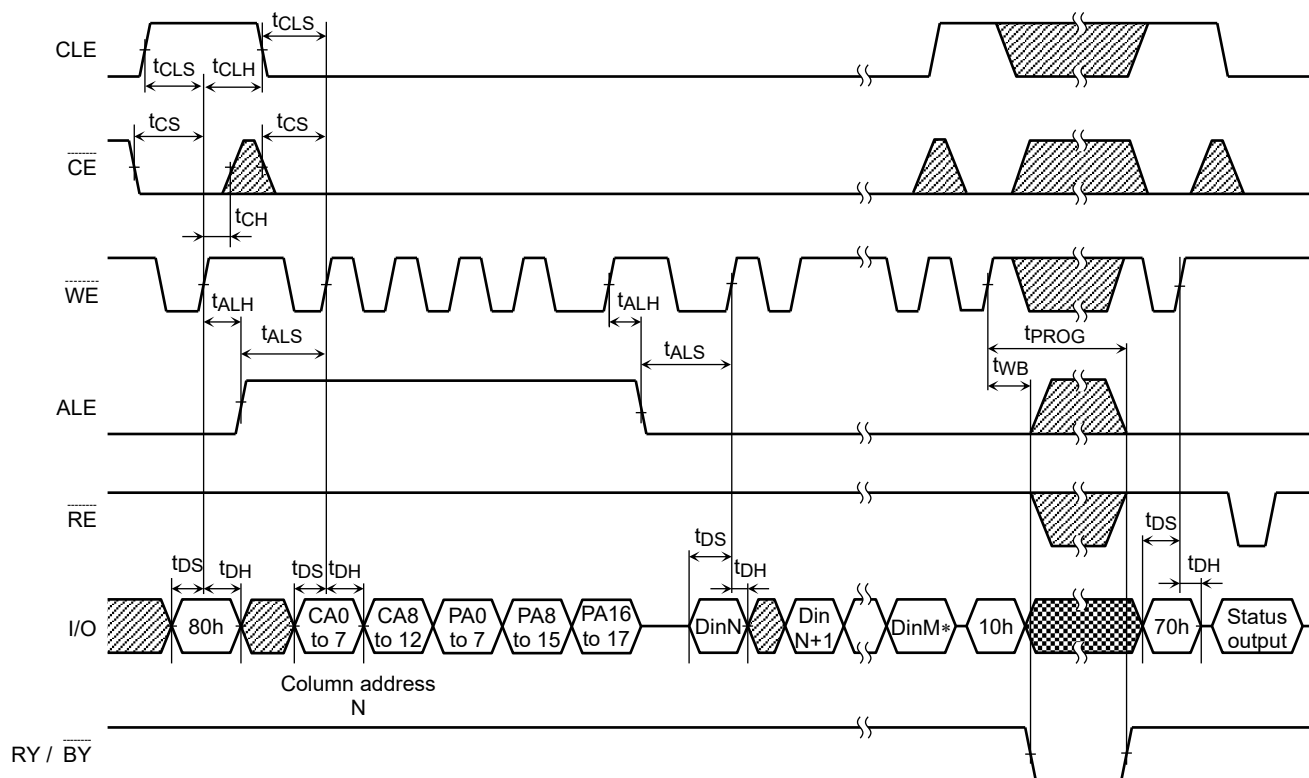 tCLS
CLE
tCLS tCLH
tCS tCS
CE
tCH
WE
tALH tALH
tALS tPROG
tALS
tWB
ALE
RE
tDS tDS
tDS tDH tDS tDH tDH tDH
I/O 80h CA0 to 7 CA8 to 12 PA0 to 7 PA8 to 15 PA16 to 17 DinN Din N+1 DinM* 10h 70h Status output
Column address
N
RY / BY